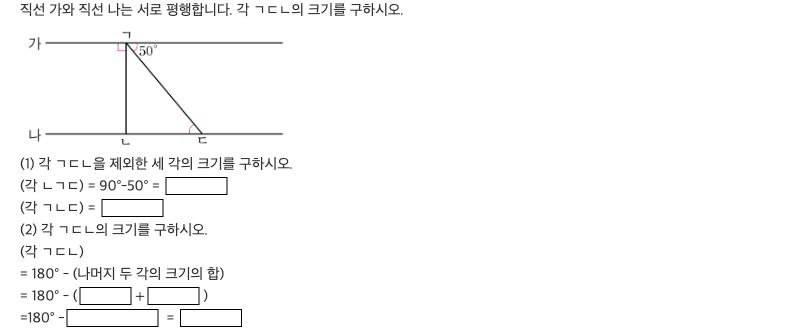 직선 가와 직선 나는 서로 평행합니다. 각 ㄱㄷㄴ의 크기를 구하시오.
ㄱ
가
50°
나
ㄴ
ㄷ
(1) 각 ㄱㄷㄴ을 제외한 세 각의 크기를 구하시오.
(각 ㄴㄱㄷ) = 90°-50° =
(각 ㄱㄴㄷ) =
(2) 각 ㄱㄷㄴ의 크기를 구하시오.
(각 ㄱㄷㄴ)
= 180° - (나머지 두 각의 크기의 합)
= 180° - ( + )
=180° - =